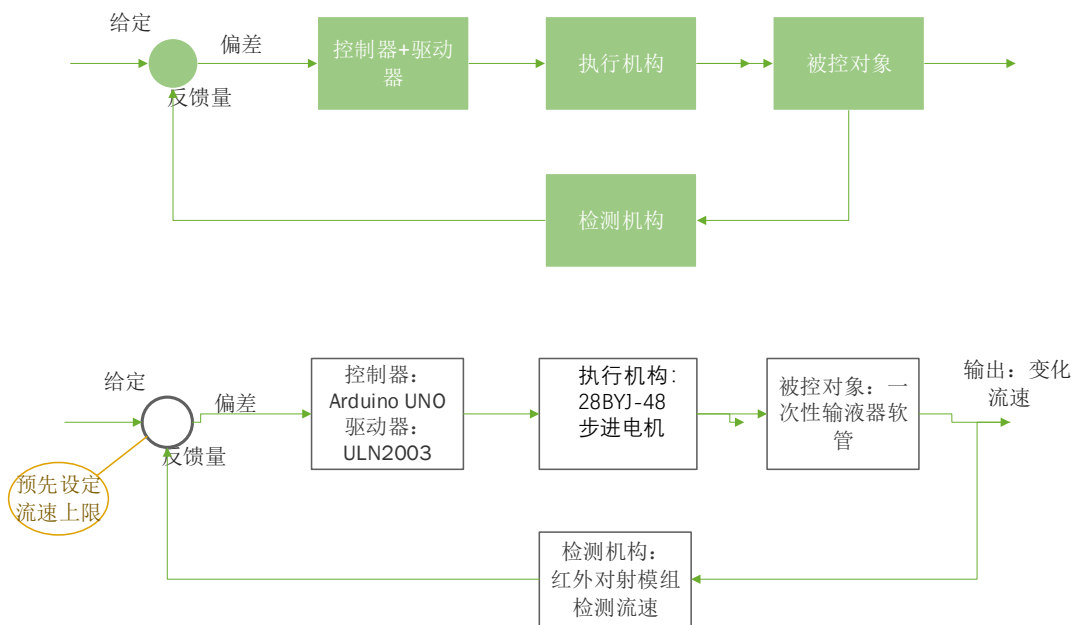 给定
偏差
控制器+驱动
器
执行机构
被控对象
反馈量
检测机构
给定
偏差
控制器：
Arduino UNO
驱动器：
ULN2003
执行机构：
28BYJ-48
步进电机
被控对象：一
次性输液器软
管
输出：变化
流速
反馈量
预先设定
流速上限
检测机构：
红外对射模组
检测流速